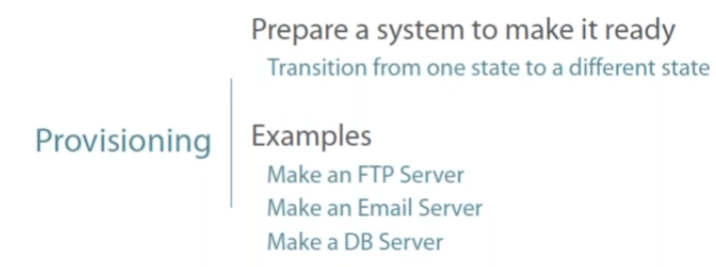 Provisioning
Prepare a system to make it ready
Transition from one state to a different state
Examples
Make an FTP Server
Make an Email Server
Make a DB Server